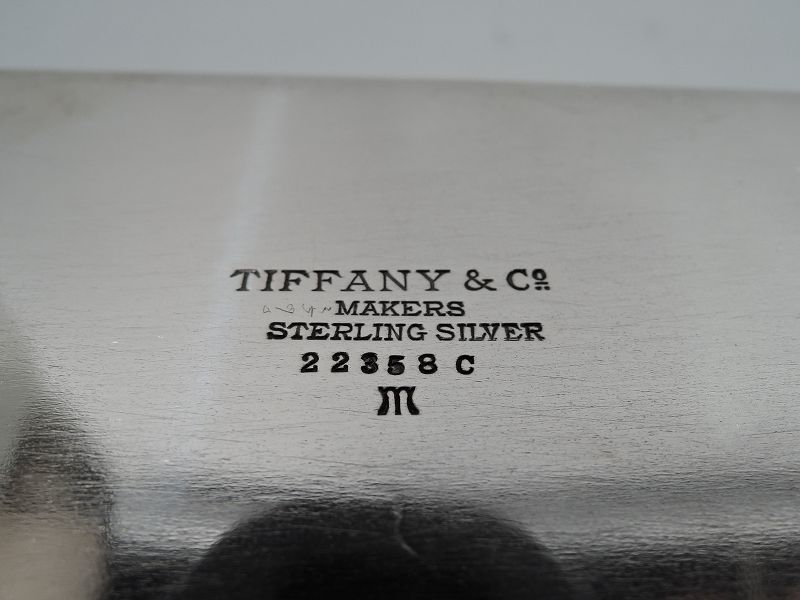 TIFFANY & Cº
MAKERS
STERLING SILVER
22358 C
M